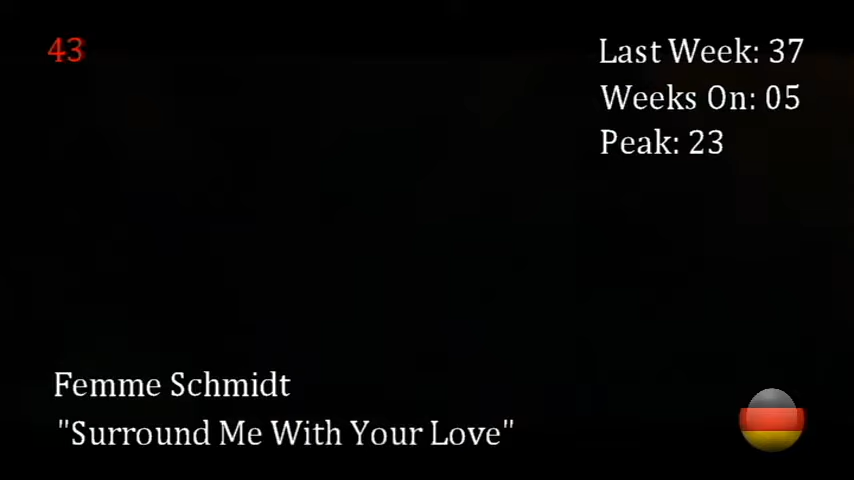 43
Last Week: 37
Weeks On: 05
Peak: 23
Femme Schmidt
"Surround Me With Your Love"